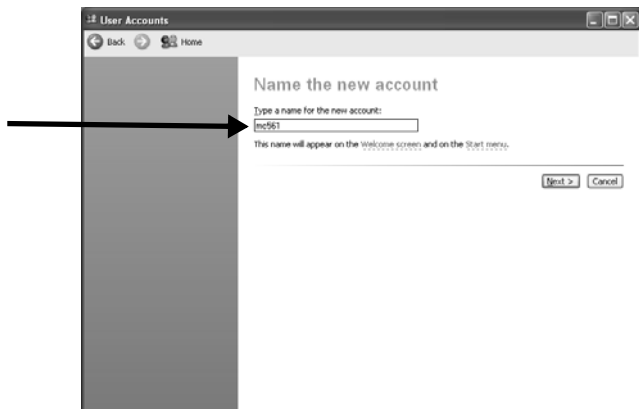 User Accounts
Back Home
Name the new account
Type a name for the new account:
mc561
This name will appear on the Welcome screen and on the Start menu.
Next > Cancel